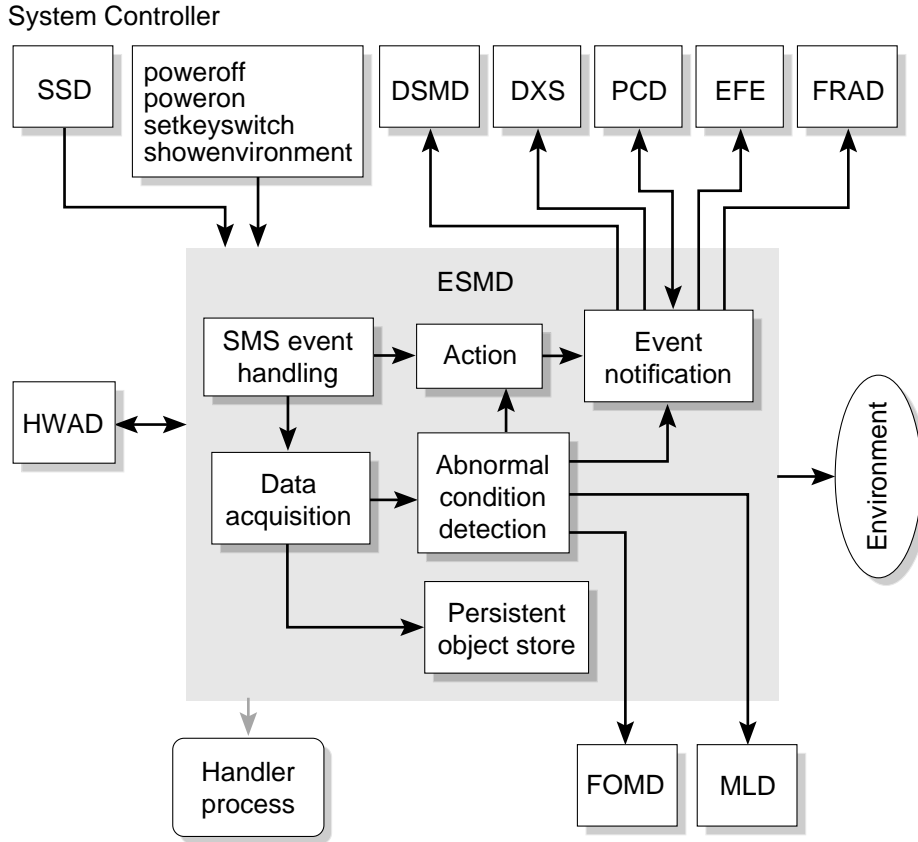 System Controller
SSD
poweroff
poweron
setkeyswitch
showenvironment
DSMD
DXS
PCD
EFE
FRAD
ESMD
SMS event
handling
Action
Event
notification
HWAD
Data
acquisition
Abnormal
condition
detection
Environment
Persistent
object store
Handler
process
FOMD
MLD